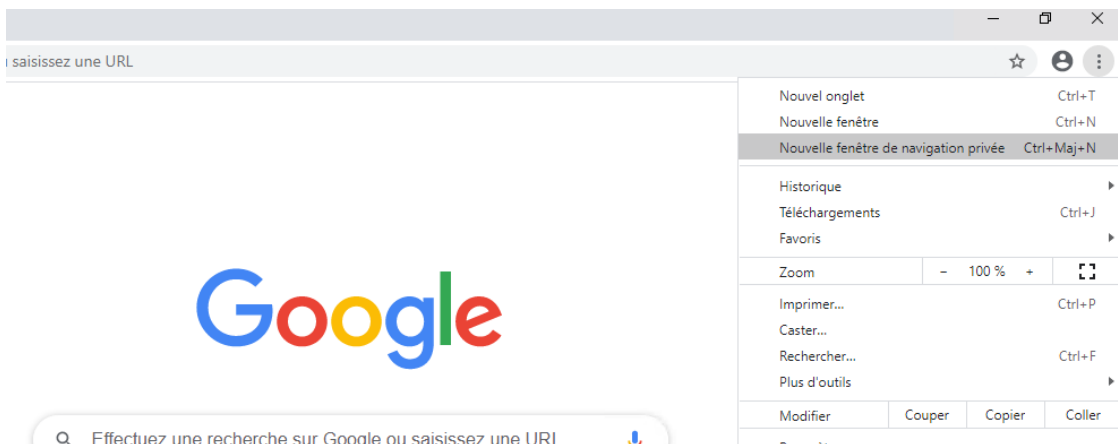 saisissez une URL
Nouvel onglet Ctrl+T
Nouvelle fenêtre Ctrl+N
Nouvelle fenêtre de navigation privée Ctrl+Maj+N
Historique
Téléchargements Ctrl+J
Favoris
Zoom - 100 % +
Imprimer... Ctrl+P
Caster...
Rechercher... Ctrl+F
Plus d'outils
Modifier Couper Copier Coller
Google
Effectuez une recherche sur Google ou saisissez une URL